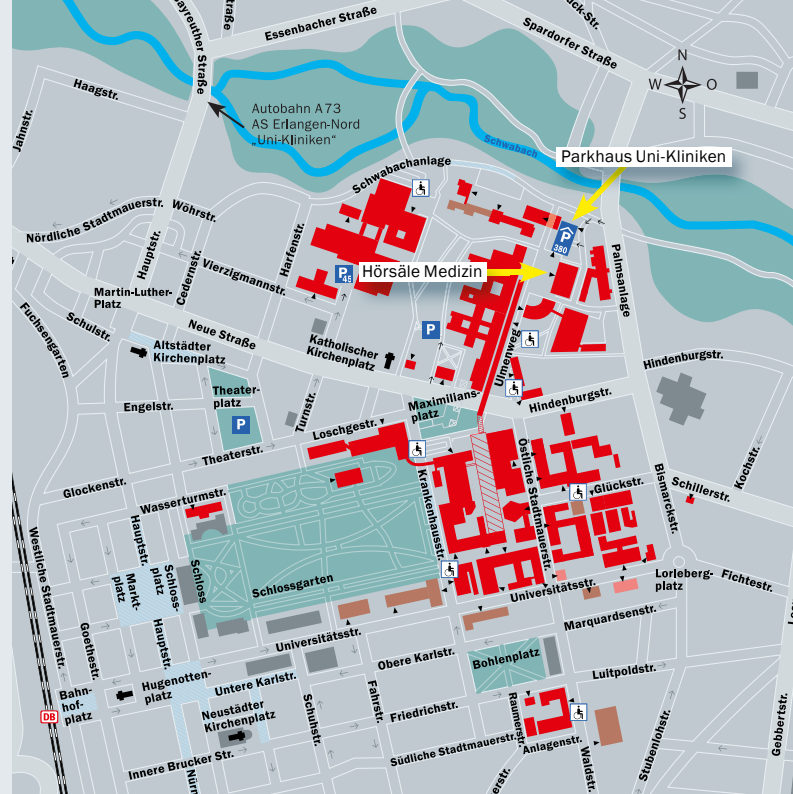 Bayreuther Straße
Essenbacher Straße
Spardorfer Straße
N
W
O
S
Haagstr.
Jahnstr.
Autobahn A73
AS Erlangen-Nord
„Uni-Kliniken“
Schwabach
Parkhaus Uni-Kliniken
Schwabachanlage
Nördliche Stadtmauerstr.
Wöhrstr.
Hauptstr.
Cedernstr.
Vierzigmannstr.
Harfenstr.
P
380
P
45
Hörsäle Medizin
Palmsanlage
Martin-Luther-
Platz
Fuchsengarten
Schulstr.
Neue Straße
Altstädter
Kirchenplatz
Katholischer
Kirchenplatz
P
Ulmenweg
Hindenburgstr.
Engelstr.
Theater-
platz
P
Turnstr.
Maximilians-
platz
Hindenburgstr.
Loschgestr.
Theaterstr.
Glockenstr.
Wasserturmstr.
Krankenhausstr.
Östliche Stadtmauerstr.
Glückstr.
Bismarckstr.
Schillerstr.
Kochstr.
Westliche Stadtmauerstr.
Hauptstr.
Schloss-
platz
Markt-
platz
Schloss
Schlossgarten
Universitätsstr.
Lorleberg-
platz
Fichtestr.
Goethestr.
Hauptstr.
Universitätsstr.
Marquardsenstr.
Obere Karlstr.
Bohlenplatz
Luitpoldstr.
Bahn-
hof-
platz
DB
Hugenotten-
platz
Untere Karlstr.
Neustädter
Kirchenplatz
Schuhstr.
Fahrstr.
Friedrichstr.
Raumerstr.
Südliche Stadtmauerstr.
Anlagenstr.
Waldstr.
Stubenlohstr.
Gebbertstr.
Innere Brucker Str.